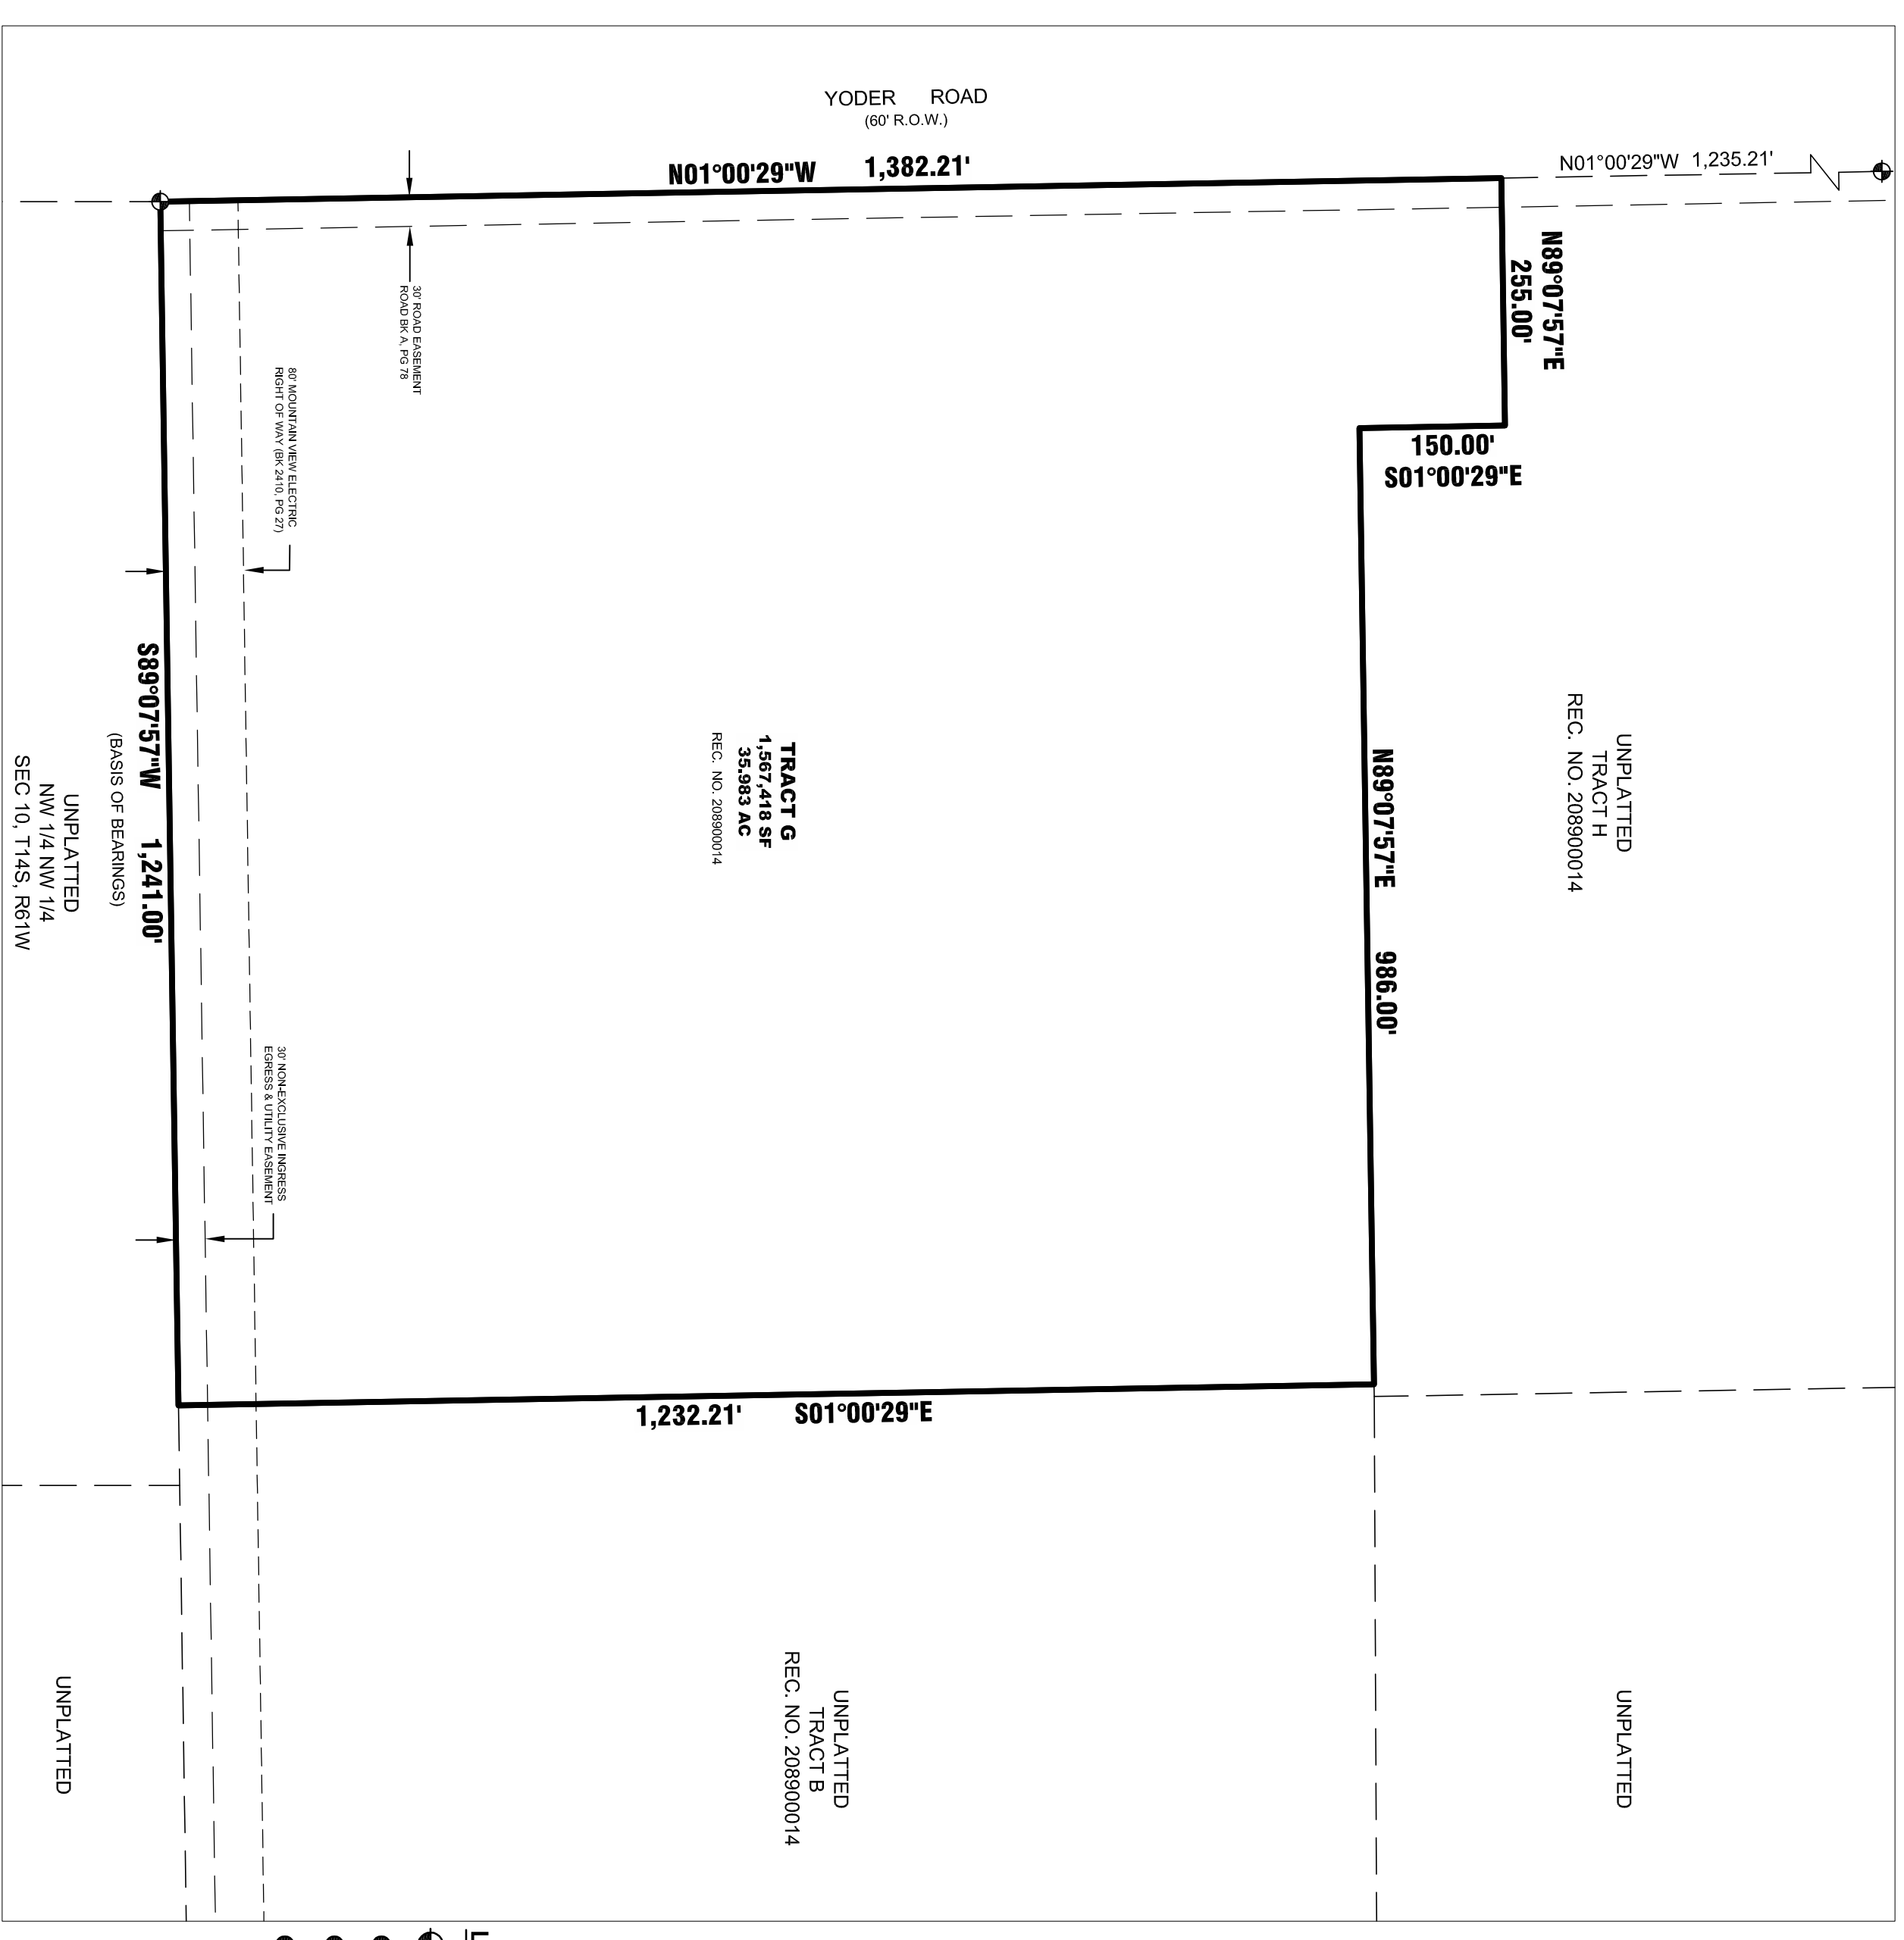 YODER ROAD
(60' R.O.W.)
N01°00'29"W 1,382.21'
N01°00'29"W 1,235.21'
N89°07'57"E
255.00'
150.00'
S01°00'29"E
30' ROAD EASEMENT
ROAD BK A, PG 78
80' MOUNTAIN VIEW ELECTRIC
RIGHT OF WAY (BK 2410, PG 27)
UNPLATTED
TRACT H
REC. NO. 208900014
N89°07'57"E 986.00'
TRACT G
1,567,418 SF
35.983 AC
REC. NO. 208900014
S89°07'57"W 1,241.00'
(BASIS OF BEARINGS)
UNPLATTED
NW 1/4 NW 1/4
SEC 10, T14S, R61W
30' NON-EXCLUSIVE INGRESS
EGRESS & UTILITY EASEMENT
1,232.21' S01°00'29"E
UNPLATTED
UNPLATTED
TRACT B
REC. NO. 208900014
UNPLATTED